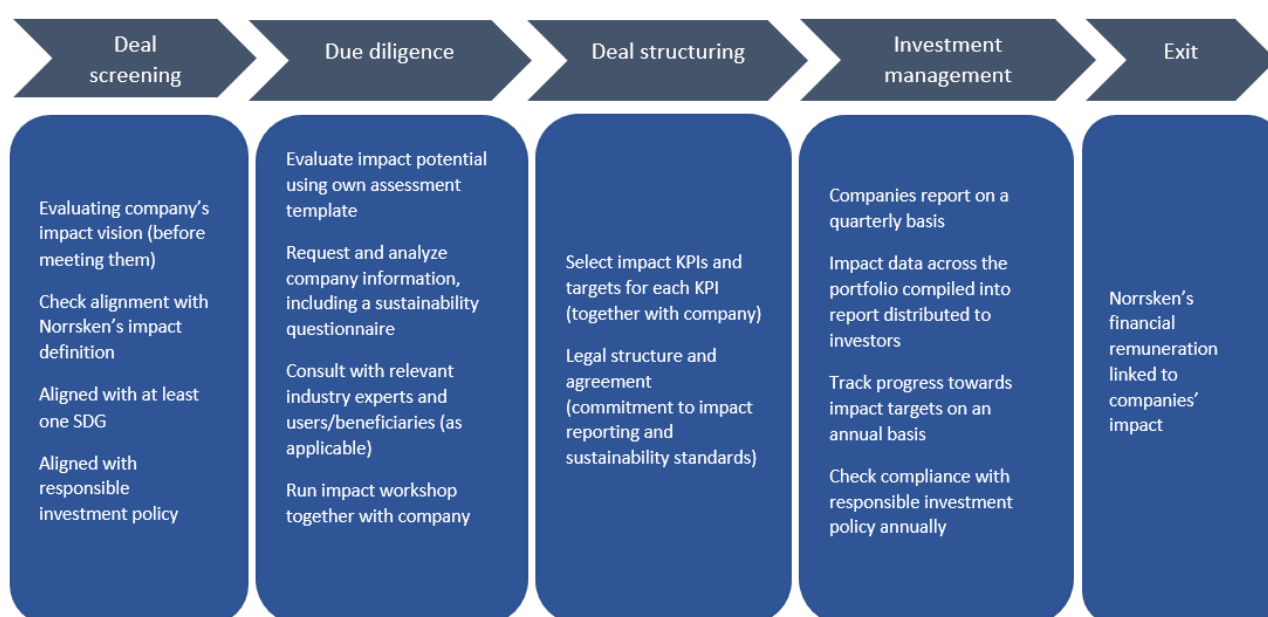 Deal
screening
Due diligence
Deal structuring
Investment
management
Exit
Evaluating company's
impact vision (before
meeting them)
Check alignment with
Norrsken's impact
definition
Aligned with at least
one SDG
Aligned with
responsible
investment policy
Evaluate impact potential
using own assessment
template
Request and analyze
company information,
including a sustainability
questionnaire
Consult with relevant
industry experts and
users/beneficiaries (as
applicable)
Run impact workshop
together with company
Select impact KPIs and
targets for each KPI
(together with company)
Legal structure and
agreement
(commitment to impact
reporting and
sustainability standards)
Companies report on a
quarterly basis
Impact data across the
portfolio compiled into
report distributed to
investors
Track progress towards
impact targets on an
annual basis
Check compliance with
responsible investment
policy annually
Norrsken's
financial
remuneration
linked to
companies'
impact